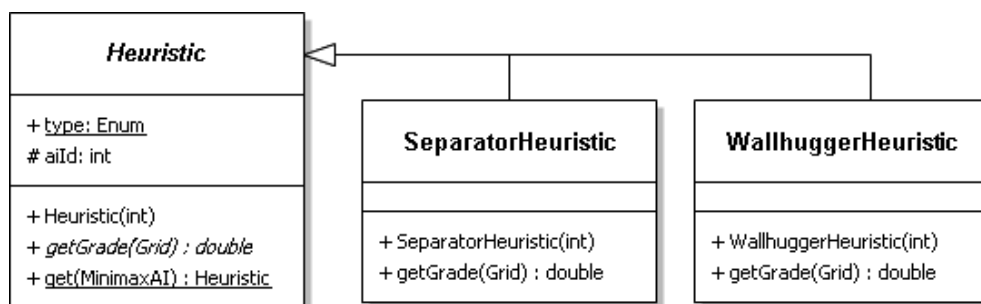 Heuristic
+ type: Enum
# aiId: int
+ Heuristic(int)
+ getGrade(Grid) : double
+ get(MinimaxAI) : Heuristic
SeparatorHeuristic
+ SeparatorHeuristic(int)
+ getGrade(Grid) : double
WallhuggerHeuristic
+ WallhuggerHeuristic(int)
+ getGrade(Grid) : double